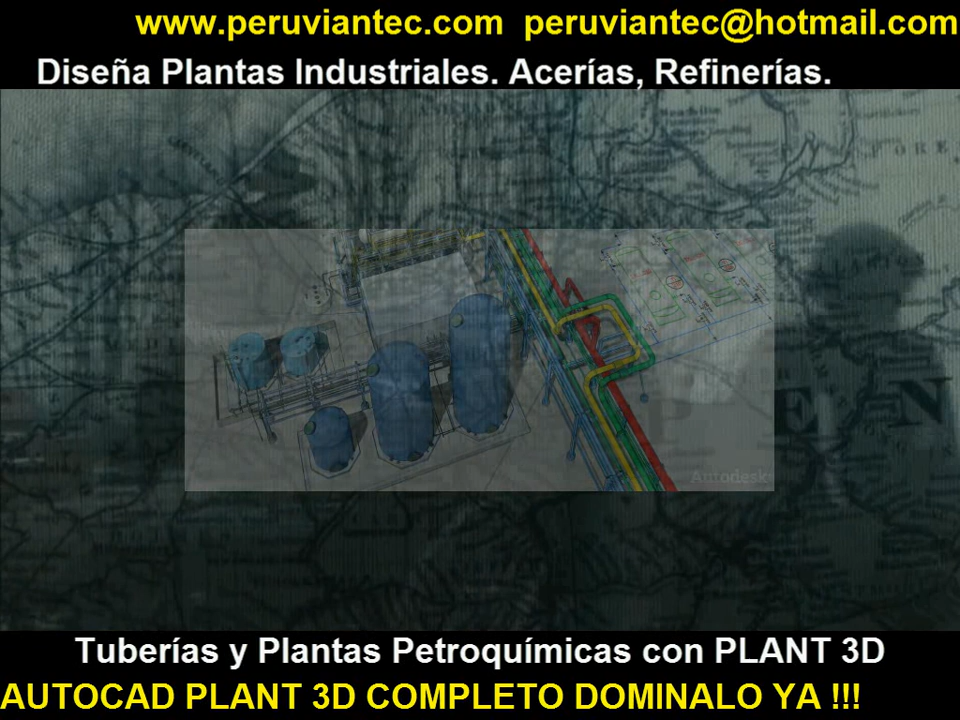 www.peruviantec.com peruviantec@hotmail.com
Diseña Plantas Industriales. Acerías, Refinerías.
Autodesk
Tuberías y Plantas Petroquímicas con PLANT 3D
AUTOCAD PLANT 3D COMPLETO DOMINALO YA !!!